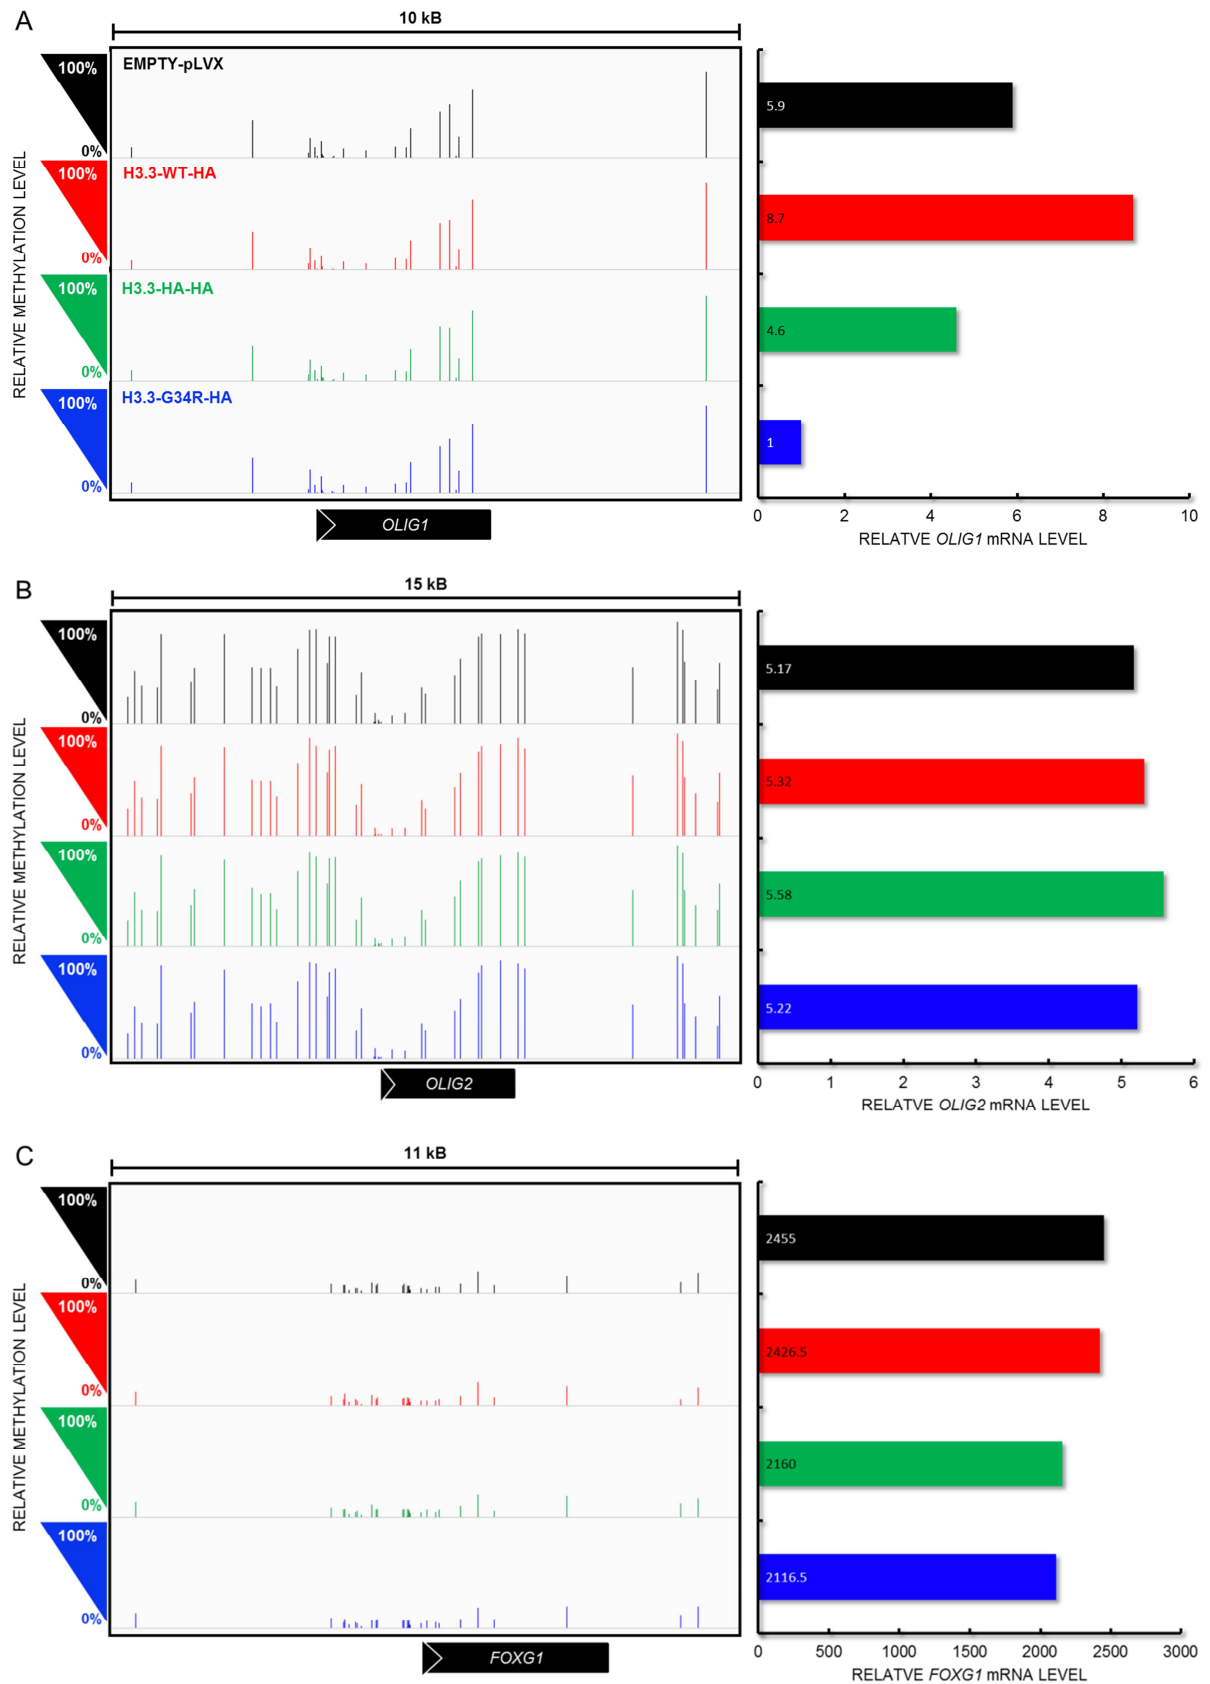 A
10 kB
RELATIVE METHYLATION LEVEL
100%
0%
EMPTY-pLVX
100%
0%
H3.3-WT-HA
100%
0%
H3.3-HA-HA
100%
0%
H3.3-G34R-HA
OLIG1
5.9
8.7
4.6
1
0 2 4 6 8 10
RELATVE OLIG1 mRNA LEVEL
B
15 kB
RELATIVE METHYLATION LEVEL
100%
0%
100%
0%
100%
0%
100%
0%
OLIG2
5.17
5.32
5.58
5.22
0 1 2 3 4 5 6
RELATVE OLIG2 mRNA LEVEL
C
11 kB
RELATIVE METHYLATION LEVEL
100%
0%
100%
0%
100%
0%
100%
0%
FOXG1
2455
2426.5
2160
2116.5
0 500 1000 1500 2000 2500 3000
RELATVE FOXG1 mRNA LEVEL